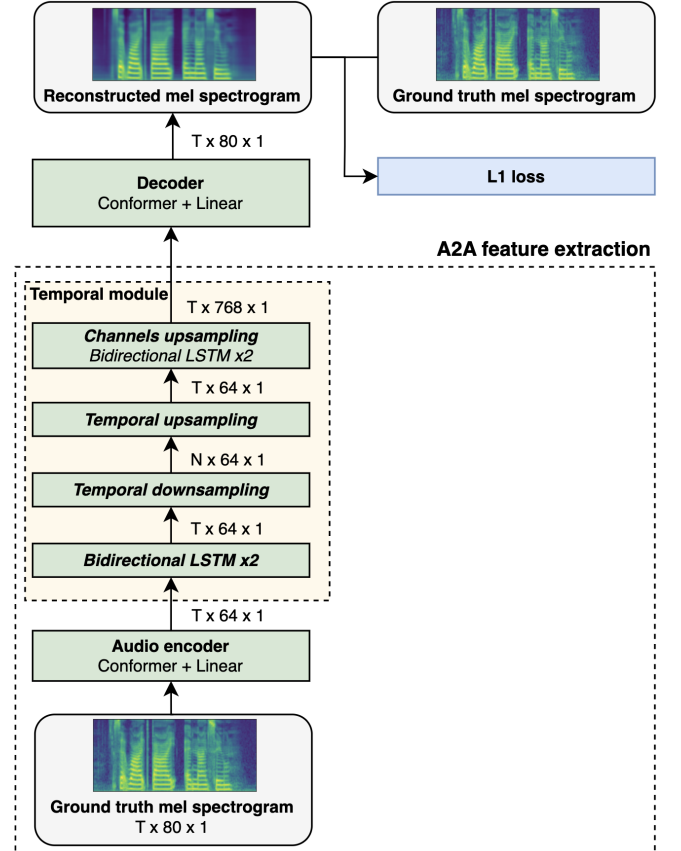 Reconstructed mel spectrogram
Ground truth mel spectrogram
T x 80 x 1
Decoder
Conformer + Linear
L1 loss
A2A feature extraction
Temporal module
T x 768 x 1
Channels upsampling
Bidirectional LSTM x2
T x 64 x 1
Temporal upsampling
N x 64 x 1
Temporal downsampling
T x 64 x 1
Bidirectional LSTM x2
T x 64 x 1
Audio encoder
Conformer + Linear
Ground truth mel spectrogram
T x 80 x 1